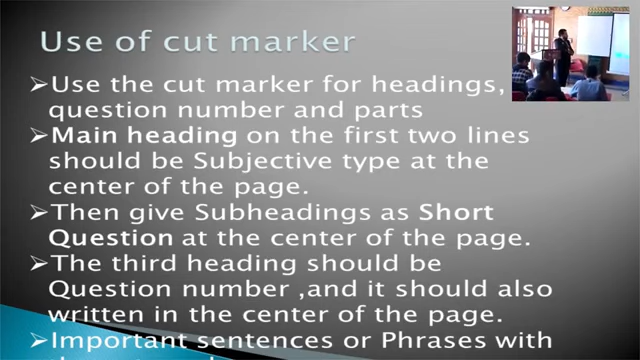 Use of cut marker
➢Use the cut marker for headings,
question number and parts
➢Main heading on the first two lines
should be Subjective type at the
center of the page.
➢Then give Subheadings as Short
Question at the center of the page.
➢The third heading should be
Question number ,and it should also
written in the center of the page.
➢Important sentences or Phrases with